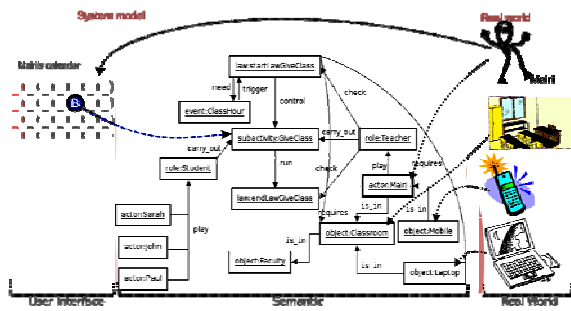 System model
Real world
Mairi's calendar
law:startLawGiveClass
Mairi
need
trigger
check
event:ClassHour
control
B
subactivity:GiveClass
carry_out
role:Teacher
carry_out
role:Student
run
check
play
requires
actor:Mairi
law:endLawGiveClass
actor:Sarah
play
requires
is_in
is_in
object:Classroom
object:Mobile
actor:John
is_in
object:Faculty
actor:Paul
is_in
object:Laptop
User Interface
Semantic
Real World